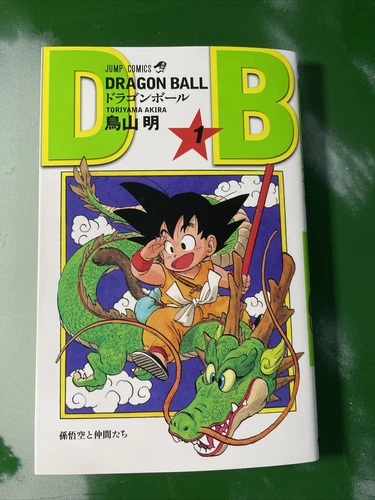 JUMP COMICS
DB
DRAGON BALL
ドラゴンボール
TORIYAMA AKIRA
鳥山 明
1
孫悟空と仲間たち